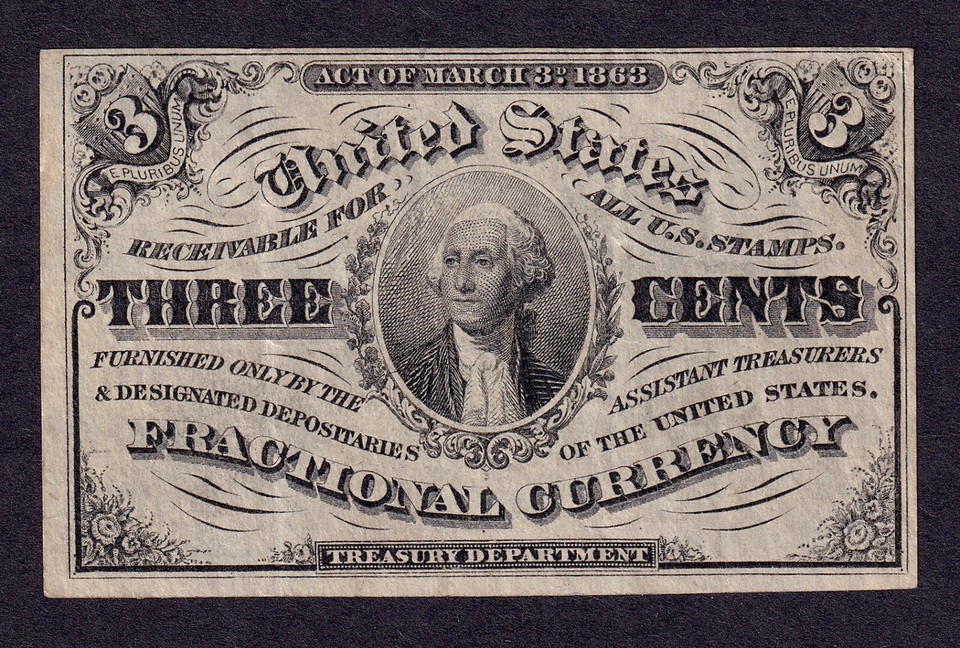 ACT OF MARCH 3D. 1863
3 3
E PLURIBUS UNUM E PLURIBUS UNUM
United States
RECEIVABLE FOR ALL U.S. STAMPS.
THREE CENTS
FURNISHED ONLY BY THE ASSISTANT TREASURERS
& DESIGNATED DEPOSITARIES OF THE UNITED STATES.
FRACTIONAL CURRENCY
TREASURY DEPARTMENT